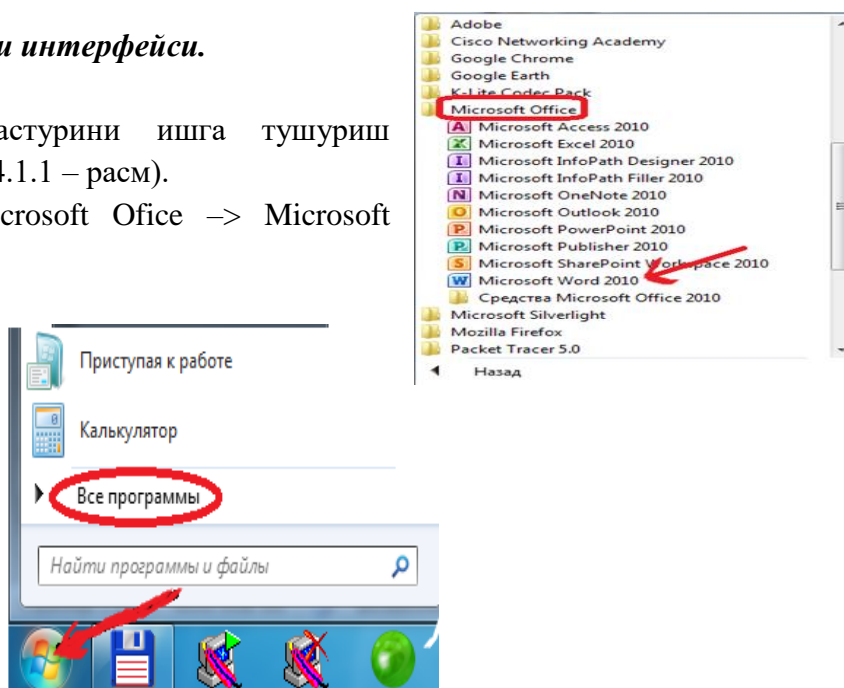 и интерфейси.
астурини ишга тушуриш
4.1.1 – расм).
crosoft Ofice –> Microsoft
Adobe
Cisco Networking Academy
Google Chrome
Google Earth
K-Lite Codec Pack
Microsoft Office
Microsoft Access 2010
Microsoft Excel 2010
Microsoft InfoPath Designer 2010
Microsoft InfoPath Filler 2010
Microsoft OneNote 2010
Microsoft Outlook 2010
Microsoft PowerPoint 2010
Microsoft Publisher 2010
Microsoft SharePoint Workspace 2010
Microsoft Word 2010
Средства Microsoft Office 2010
Microsoft Silverlight
Mozilla Firefox
Packet Tracer 5.0
Назад
Приступая к работе
Калькулятор
Все программы
Найти программы и файлы